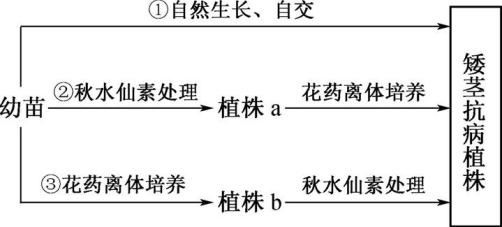 ①自然生长、自交
幼苗
②秋水仙素处理
植株 a
花药离体培养
③花药离体培养
植株 b
秋水仙素处理
矮茎抗病植株